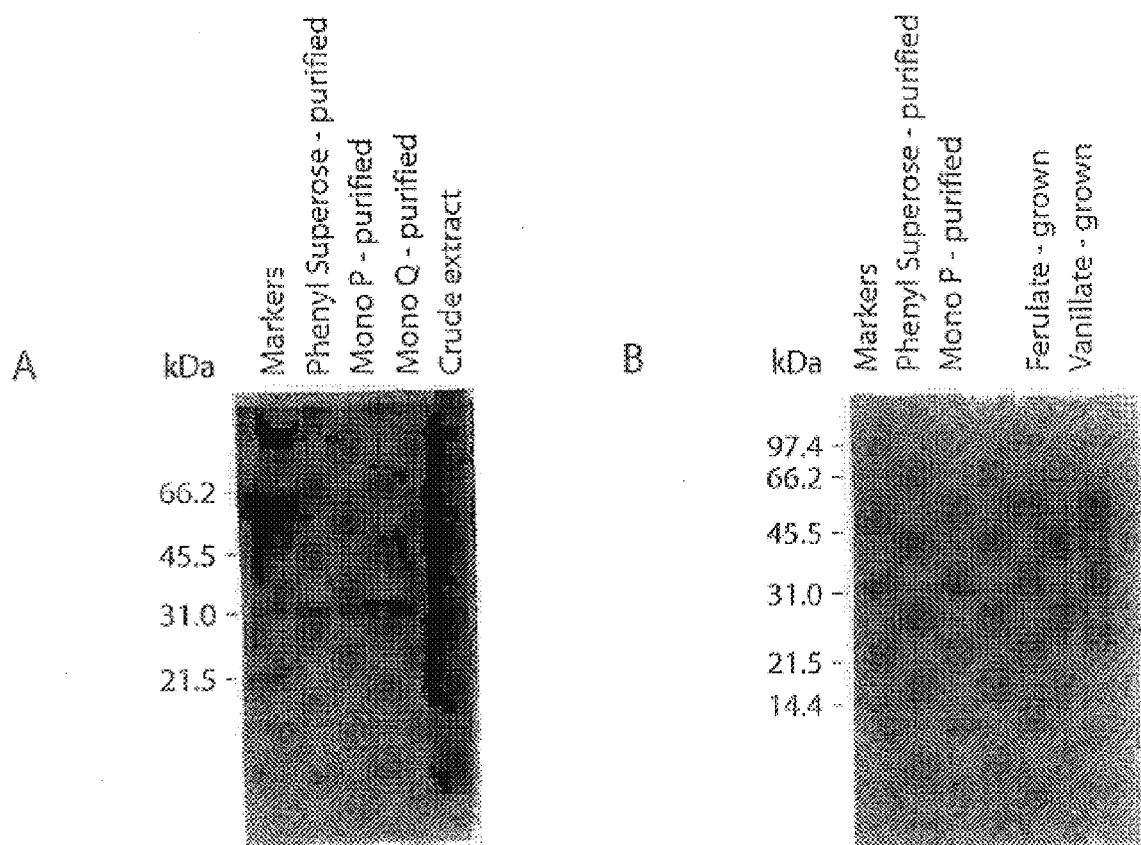 A
kDa
Markers
Phenyl Superose - purified
Mono P - purified
Mono Q - purified
Crude extract
66.2
45.5
31.0
21.5
B
kDa
Markers
Phenyl Superose - purified
Mono P - purified
Ferulate - grown
Vanillate - grown
97.4
66.2
45.5
31.0
21.5
14.4